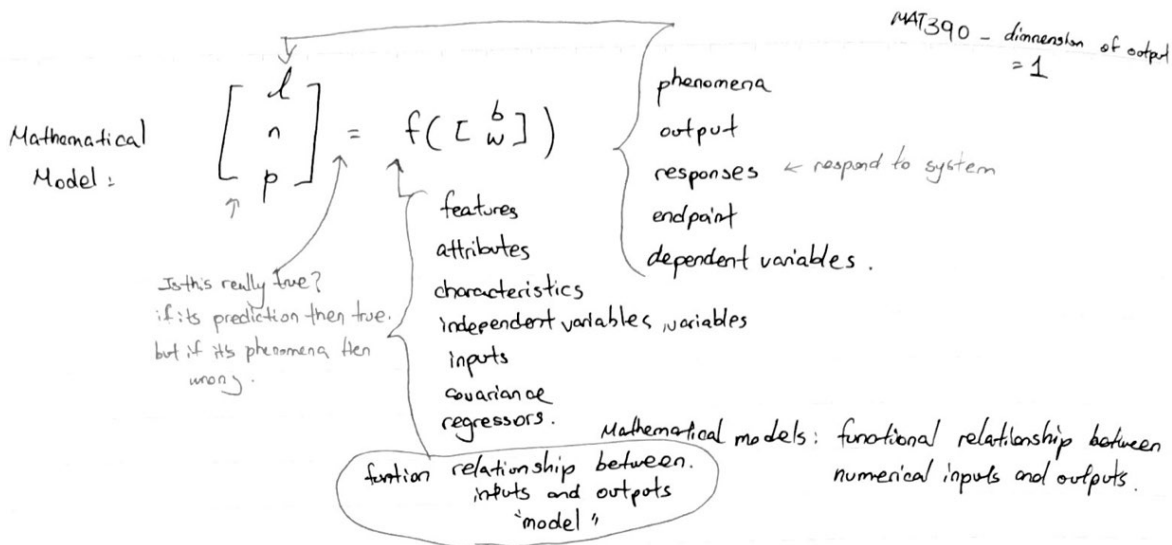 MAT390 - dimnension of output
= 1
Mathematical
Model:
[ l
n
p ] = f([ b
w ])
phenomena
output
responses ← respond to system
endpoint
dependent variables.
Is this really true?
if its prediction then true.
but if its phenomena then
wrong.
features
attributes
characteristics
independent variables, variables
inputs
covariance
regressors.
funtion relationship between.
inputs and outputs
"model"
Mathematical models: functional relationship between
numerical inputs and outputs.